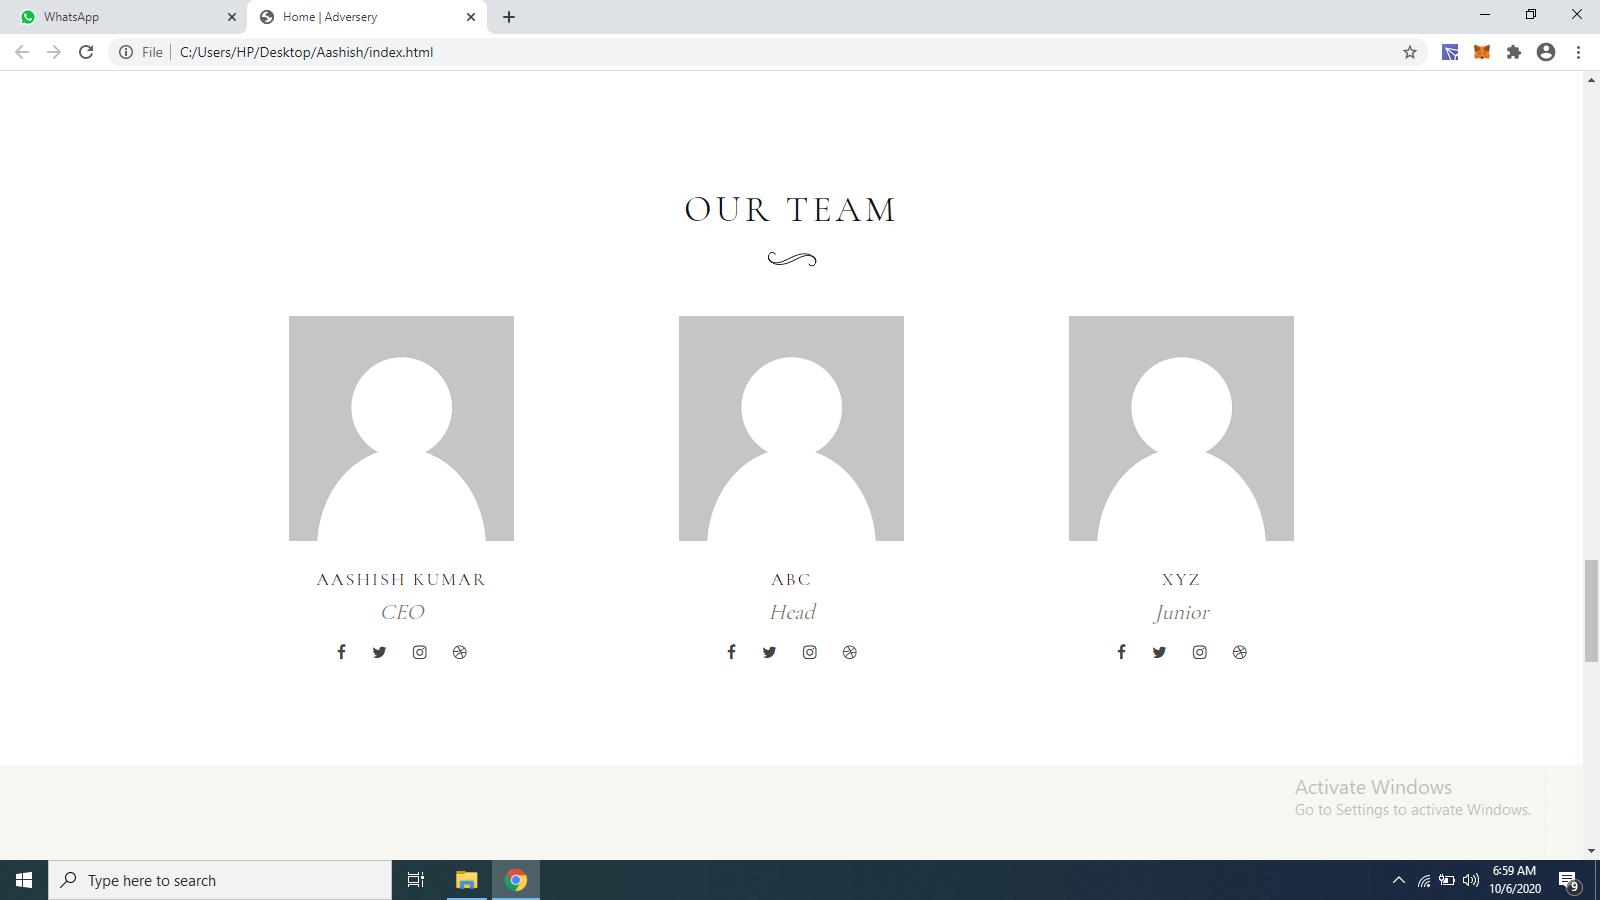 WhatsApp
Home | Adversery
File
C:/Users/HP/Desktop/Aashish/index.html
OUR TEAM
AASHISH KUMAR
CEO
ABC
Head
XYZ
Junior
Activate Windows
Go to Settings to activate Windows.
Type here to search
6:59 AM
10/6/2020
9